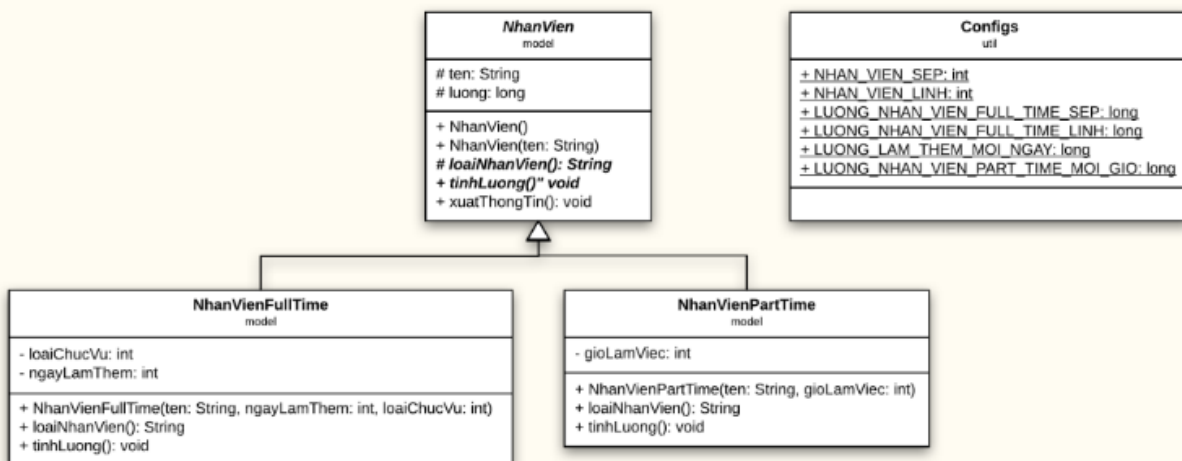 NhanVien
model
# ten: String
# luong: long
+ NhanVien()
+ NhanVien(ten: String)
# loaiNhanVien(): String
+ tinhLuong()" void
+ xuatThongTin(): void
Configs
util
+ NHAN_VIEN_SEP: int
+ NHAN_VIEN_LINH: int
+ LUONG_NHAN_VIEN_FULL_TIME_SEP: long
+ LUONG_NHAN_VIEN_FULL_TIME_LINH: long
+ LUONG_LAM_THEM_MOI_NGAY: long
+ LUONG_NHAN_VIEN_PART_TIME_MOI_GIO: long
NhanVienFullTime
model
- loaiChucVu: int
- ngayLamThem: int
+ NhanVienFullTime(ten: String, ngayLamThem: int, loaiChucVu: int)
+ loaiNhanVien(): String
+ tinhLuong(): void
NhanVienPartTime
model
- gioLamViec: int
+ NhanVienPartTime(ten: String, gioLamViec: int)
+ loaiNhanVien(): String
+ tinhLuong(): void